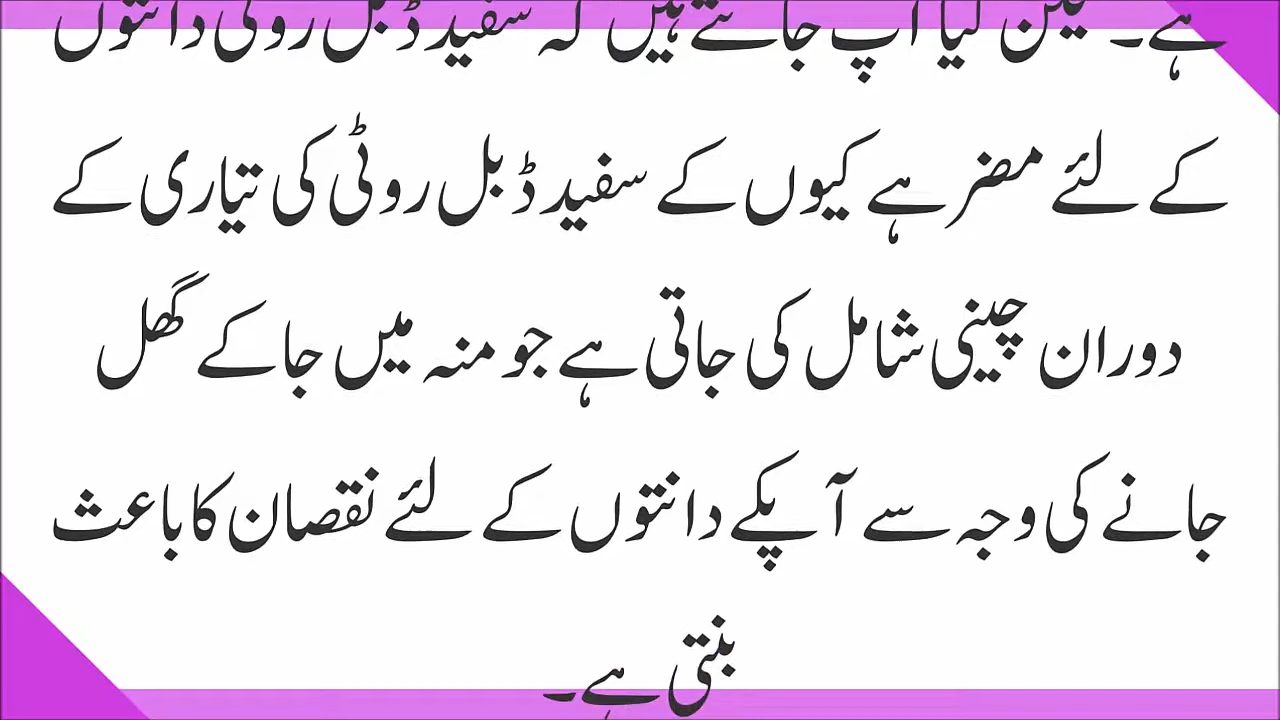 ہے۔ لیکن کیا آپ جانتے ہیں کہ سفید ڈبل روٹی دانتوں
کے لئے مضر ہے کیوں کے سفید ڈبل روٹی کی تیاری کے
دوران چینی شامل کی جاتی ہے جو منہ میں جا کے گھل
جانے کی وجہ سے آپکے دانتوں کے لئے نقصان کا باعث
بنتی ہے۔